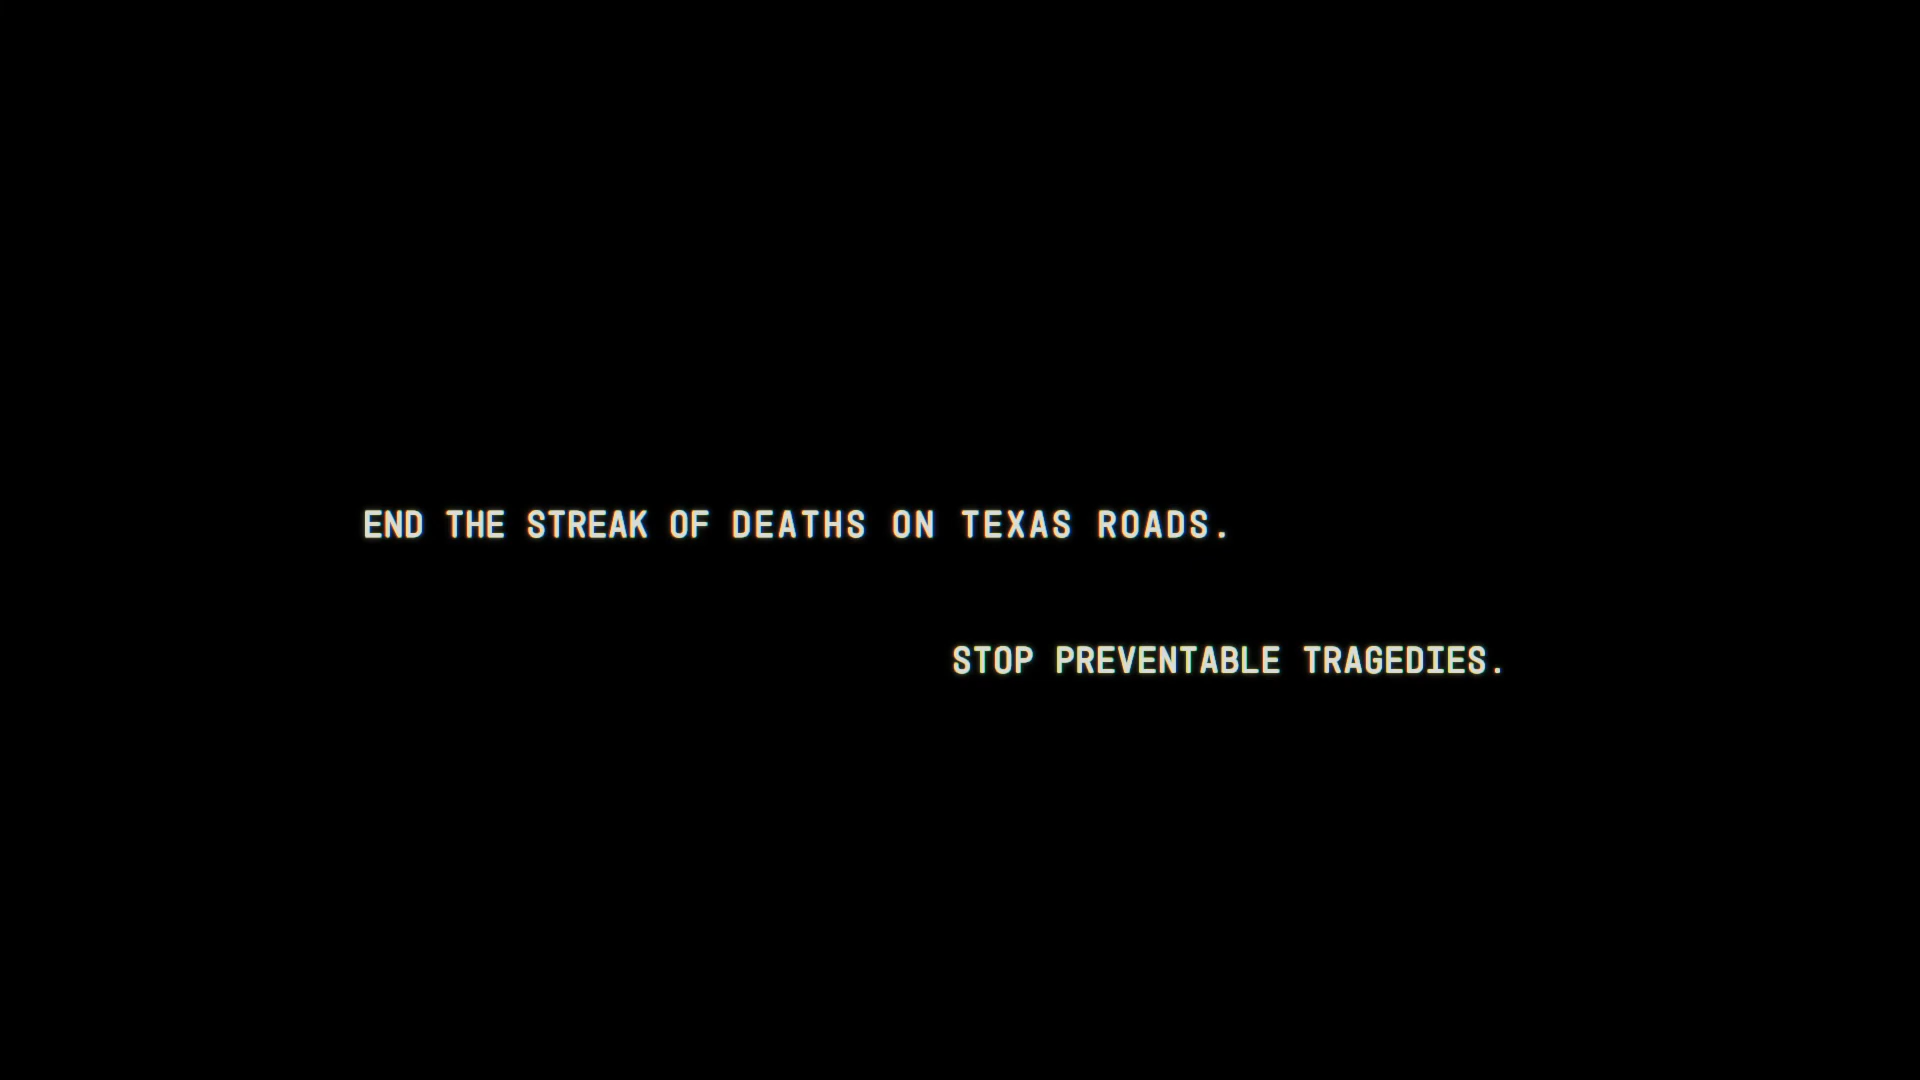 END THE STREAK OF DEATHS ON TEXAS ROADS.
STOP PREVENTABLE TRAGEDIES.